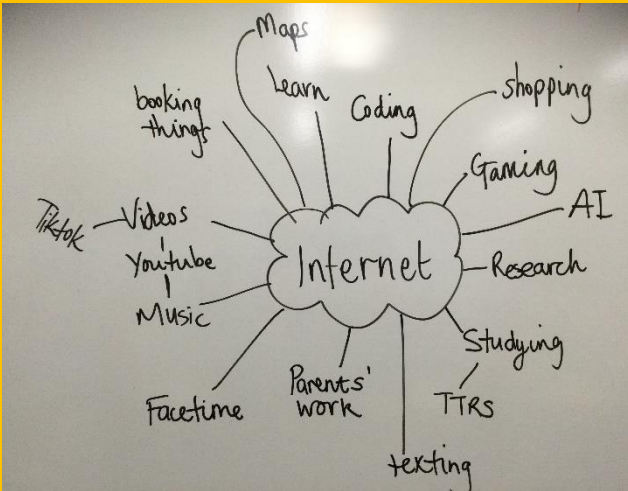 Maps
Learn
Coding
shopping
booking
things
Gaming
AI
Tiktok
Videos
Youtube
Music
Internet
Research
Studying
TTRS
Facetime
Parents'
work
texting